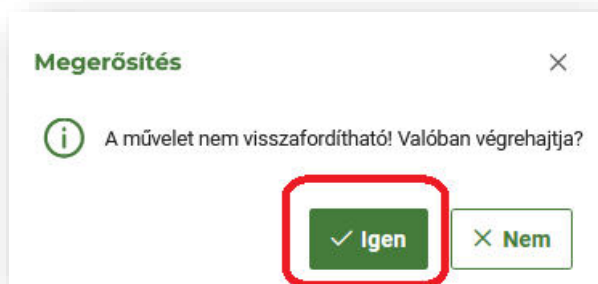 Megerősítés
A művelet nem visszafordítható! Valóban végrehajtja?
Igen
Nem